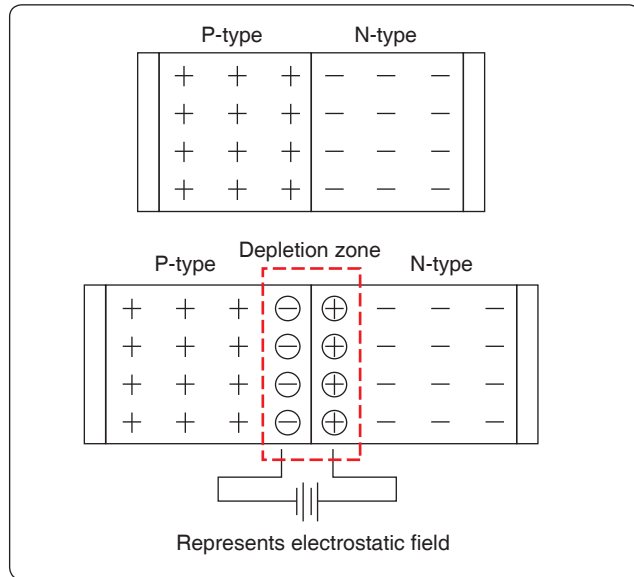 P-type N-type
Depletion zone
P-type N-type
Represents electrostatic field